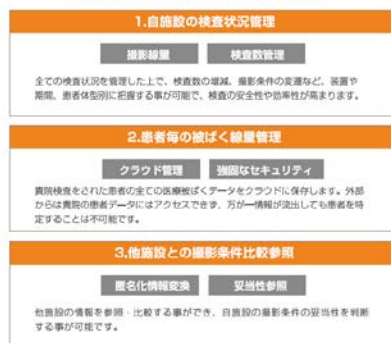 1.自施設の検査状況管理
撮影線量 検査数管理
全ての検査状況を管理した上で、検査数の増減、撮影条件の変遷など、装置や
期間、患者体型別に把握する事が可能で、検査の安全性や効率性が高まります。
2.患者毎の被ばく線量管理
クラウド管理 強固なセキュリティ
貴院検査をされた患者の全ての医療被ばくデータをクラウドに保存します。外部
からは貴院の患者データにはアクセスできず、万が一情報が流出しても患者を特
定することは不可能です。
3.他施設との撮影条件比較参照
匿名化情報変換 妥当性参照
他施設の情報を参照・比較する事ができ、自施設の撮影条件の妥当性を判断
する事が可能です。